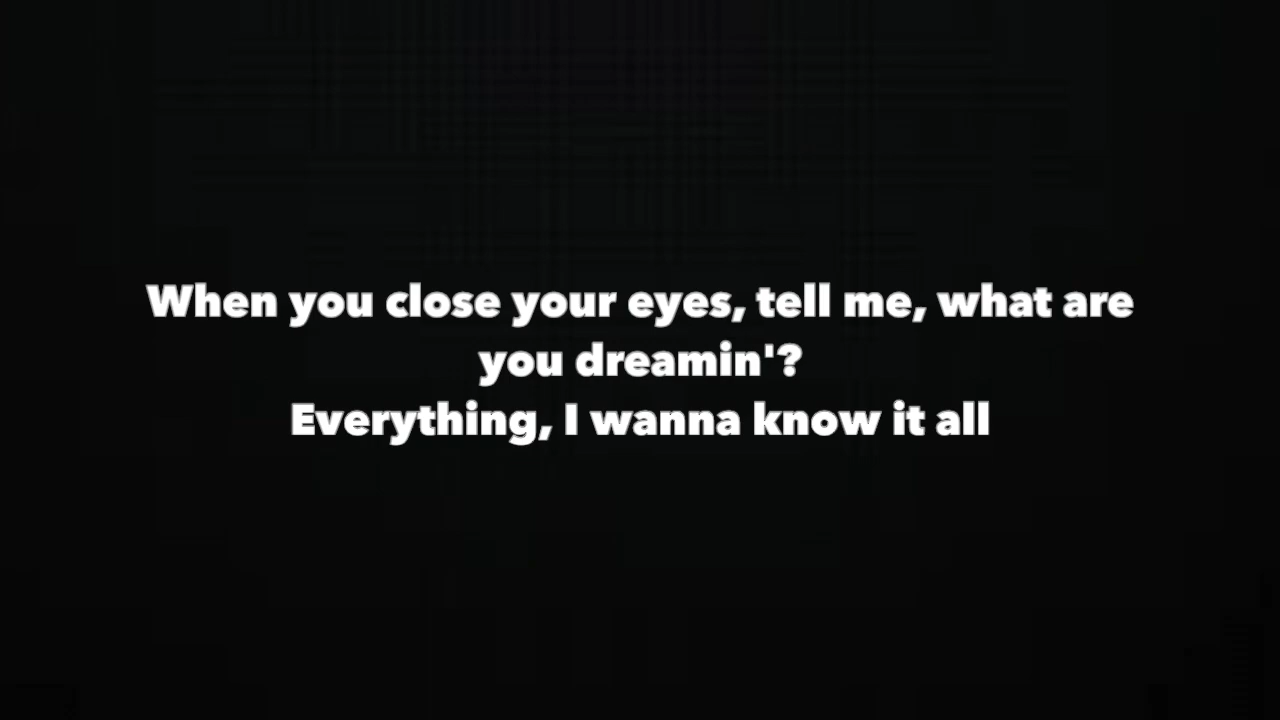 When you close your eyes, tell me, what are
you dreamin'?
Everything, I wanna know it all